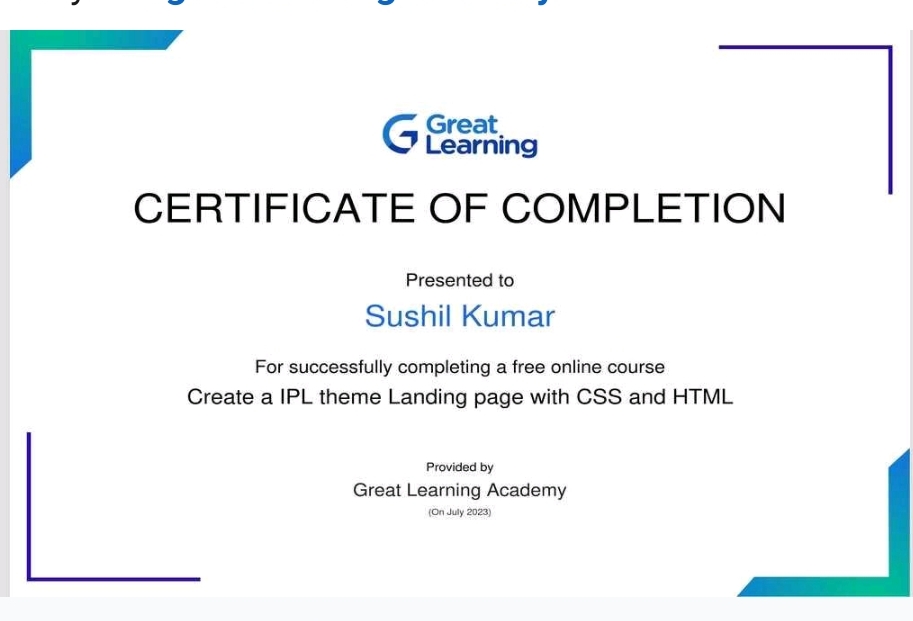 Great
Learning
CERTIFICATE OF COMPLETION
Presented to
Sushil Kumar
For successfully completing a free online course
Create a IPL theme Landing page with CSS and HTML
Provided by
Great Learning Academy
(On July 2023)